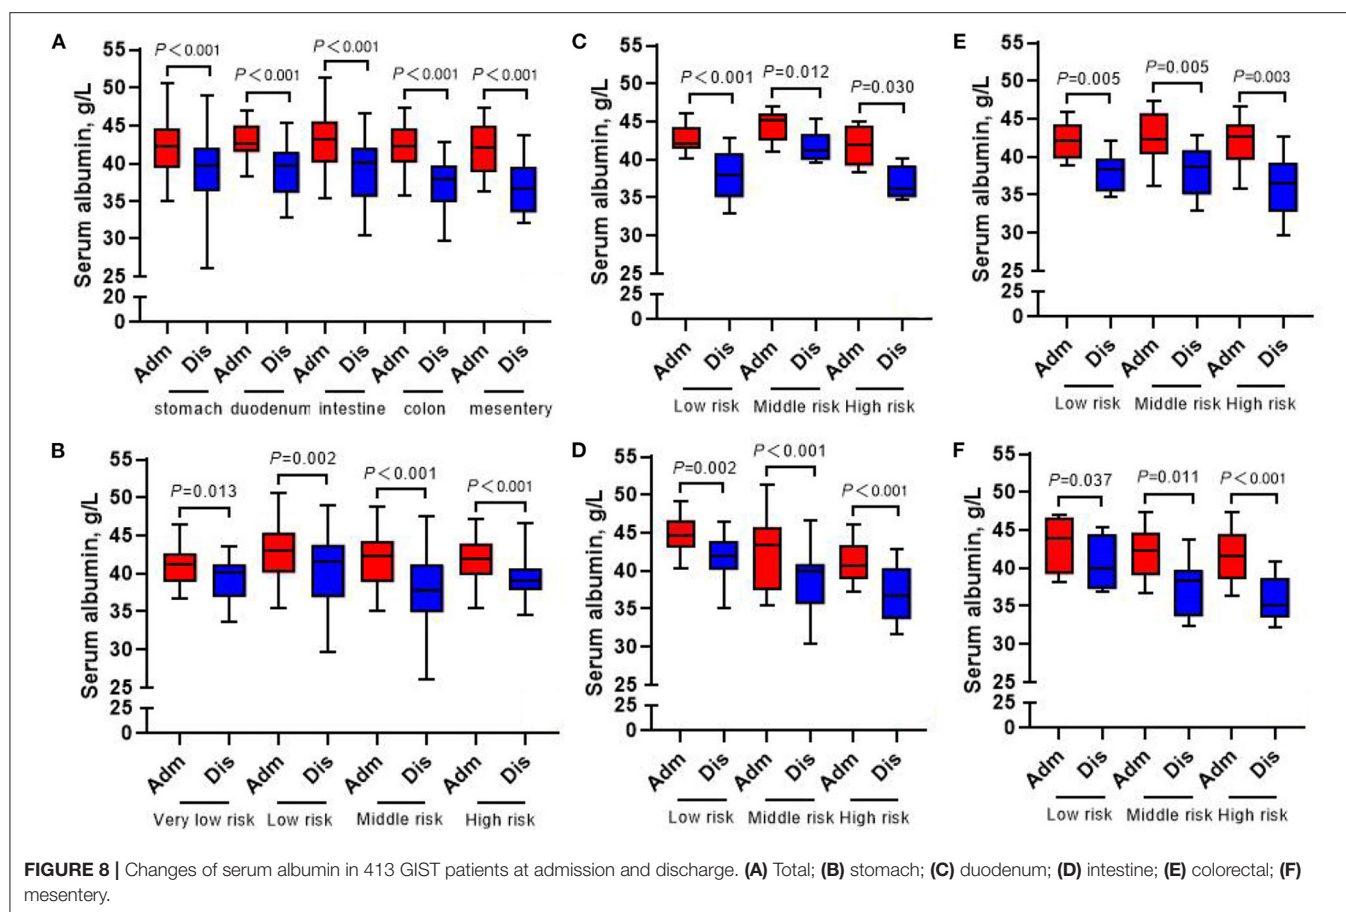 A
Serum albumin, g/L
55
50
45
40
35
30
25
20
0
P＜0.001
P＜0.001
P＜0.001
P＜0.001
P＜0.001
Adm Dis Adm Dis Adm Dis Adm Dis Adm Dis
stomach duodenum intestine colon mesentery
C
Serum albumin, g/L
55
50
45
40
35
30
25
25
0
P＜0.001
P=0.012
P=0.030
Adm Dis Adm Dis Adm Dis
Low risk Middle risk High risk
E
Serum albumin, g/L
55
50
45
40
35
30
25
25
0
P=0.005
P=0.005
P=0.003
Adm Dis Adm Dis Adm Dis
Low risk Middle risk High risk
B
Serum albumin, g/L
55
50
45
40
35
30
25
25
0
P=0.013
P=0.002
P＜0.001
P＜0.001
Adm Dis Adm Dis Adm Dis Adm Dis
Very low risk Low risk Middle risk High risk
D
Serum albumin, g/L
55
50
45
40
35
30
25
25
0
P=0.002
P＜0.001
P＜0.001
Adm Dis Adm Dis Adm Dis
Low risk Middle risk High risk
F
Serum albumin, g/L
55
50
45
40
35
30
25
25
0
P=0.037
P=0.011
P＜0.001
Adm Dis Adm Dis Adm Dis
Low risk Middle risk High risk
FIGURE 8 | Changes of serum albumin in 413 GIST patients at admission and discharge. (A) Total; (B) stomach; (C) duodenum; (D) intestine; (E) colorectal; (F)
mesentery.